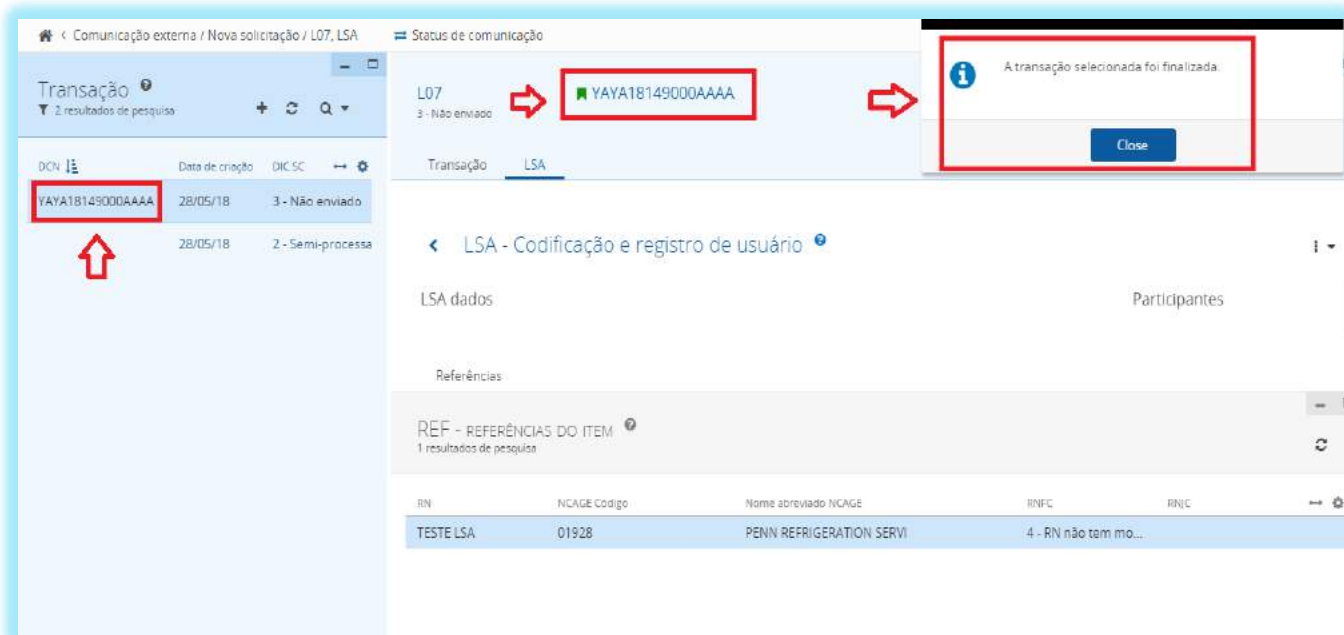 < Comunicação externa / Nova solicitação / L07, LSA
Status de comunicação
Transação
2 resultados de pesquisa
DCN Data de criação DIC.SC
YAYA18149000AAAA 28/05/18 3 - Não enviado
28/05/18 2 - Semi-processa
L07 YAYA18149000AAAA
3 - Não enviado
Transação LSA
A transação selecionada foi finalizada.
Close
LSA - Codificação e registro de usuário
LSA dados Participantes
Referências
REF - REFERÊNCIAS DO ITEM
1 resultados de pesquisa
RN NCAGE Código Nome abreviado NCAGE RNFC RNJC
TESTE LSA 01928 PENN REFRIGERATION SERVI 4 - RN não tem mo...